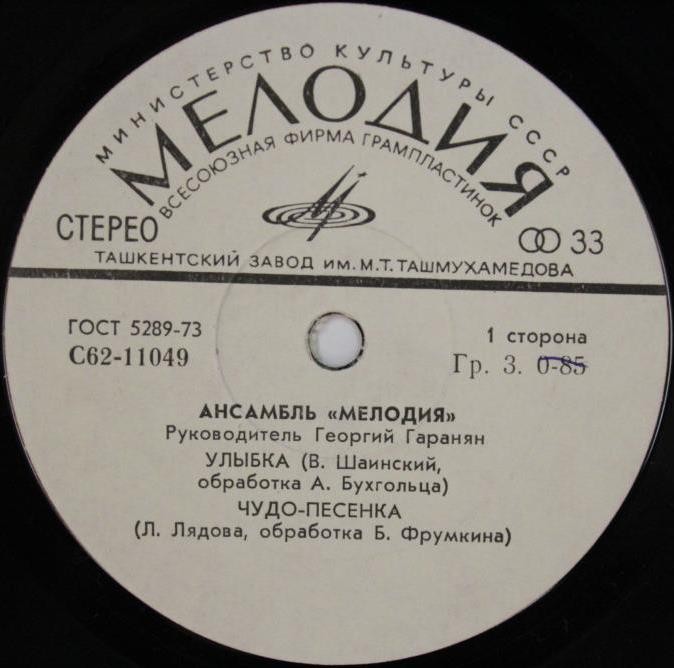 МИНИСТЕРСТВО КУЛЬТУРЫ СССР
МЕЛОДИЯ
ВСЕСОЮЗНАЯ ФИРМА ГРАМПЛАСТИНОК
СТЕРЕО
33
ТАШКЕНТСКИЙ ЗАВОД ИМ. М.Т. ТАШМУХАМЕДОВА
ГОСТ 5289-73
С62-11049
1 сторона
Гр. 3. 0-85
АНСАМБЛЬ «МЕЛОДИЯ»
Руководитель Георгий Гаранян
УЛЫБКА (В. Шаинский,
обработка А. Бухгольца)
ЧУДО-ПЕСЕНКА
(Л. Лядова, обработка Б. Фрумкина)